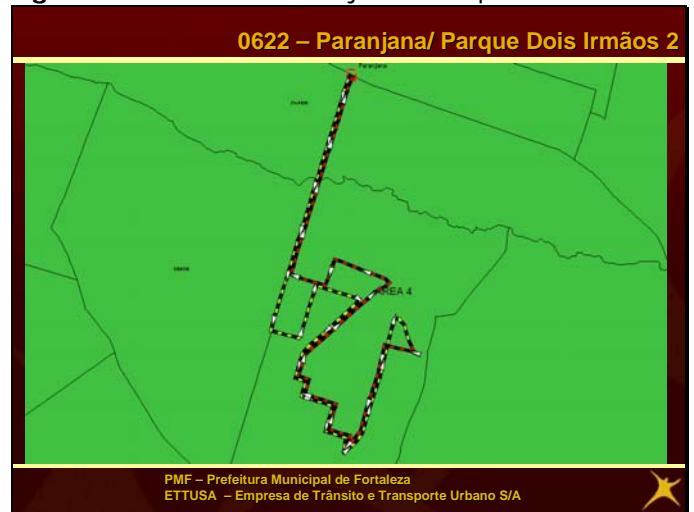 0622 – Paranjana/ Parque Dois Irmãos 2
Paranjana
ÁREA 4
PMF – Prefeitura Municipal de Fortaleza
ETTUSA – Empresa de Trânsito e Transporte Urbano S/A